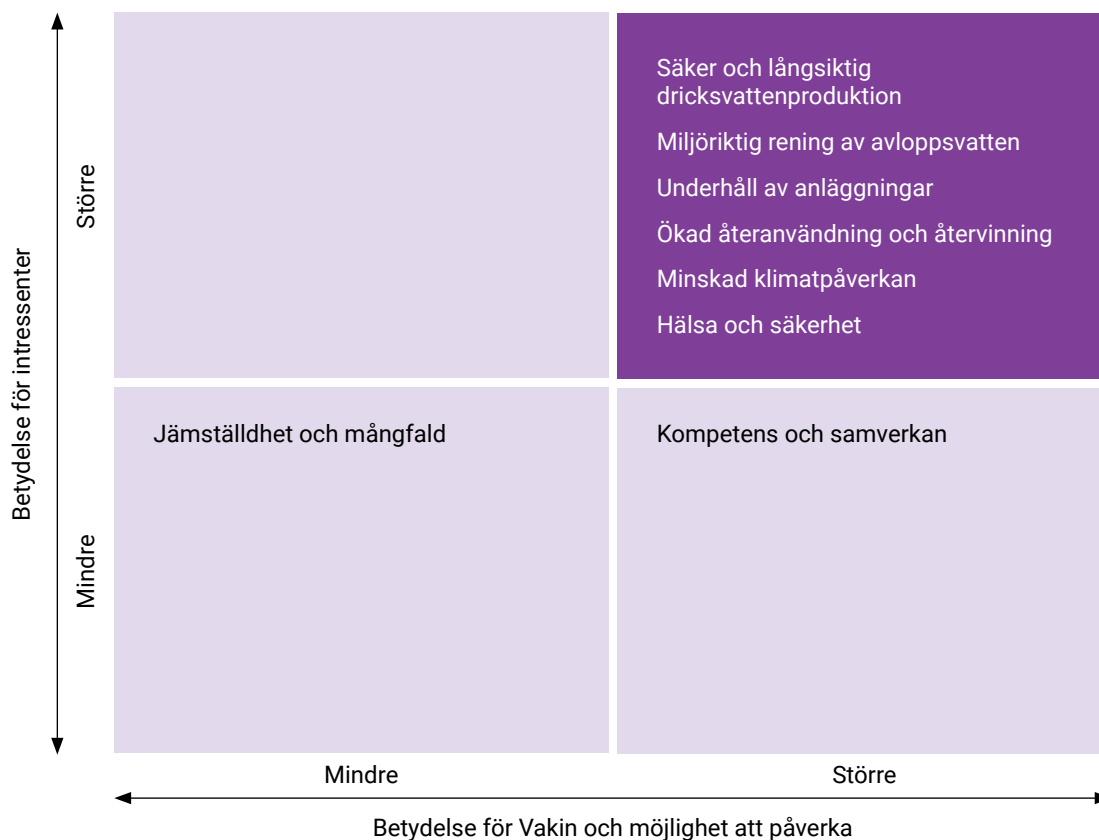 Betydelse för intressenter
Större
Mindre
Säker och långsiktig
dricksvattenproduktion
Miljöriktig rening av avloppsvatten
Underhåll av anläggningar
Ökad återanvändning och återvinning
Minskad klimatpåverkan
Hälsa och säkerhet
Jämställdhet och mångfald
Kompetens och samverkan
Mindre
Större
Betydelse för Vakin och möjlighet att påverka